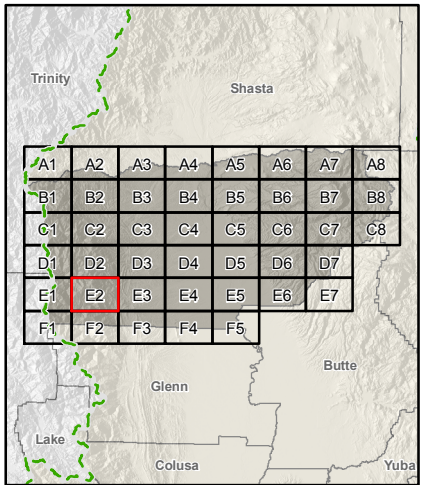 Trinity
Shasta
A1 A2 A3 A4 A5 A6 A7 A8
B1 B2 B3 B4 B5 B6 B7 B8
C1 C2 C3 C4 C5 C6 C7 C8
D1 D2 D3 D4 D5 D6 D7
E1 E2 E3 E4 E5 E6 E7
F1 F2 F3 F4 F5
Butte
Glenn
Lake
Colusa
Yuba